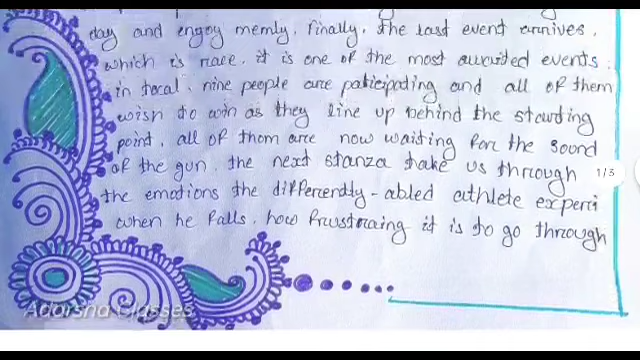 day and enjoy merrily. Finally, the last event arrives,
which is race. it is one of the most awaited events.
in total, nine people are participating and all of them
wish to win as they line up behind the starting
point, all of them are now waiting for the sound
of the gun. the next stanza take us through
1/3
the emotions the differently-abled athlete experi
when he falls. how frustraing it is to go through
Adarsha Classes